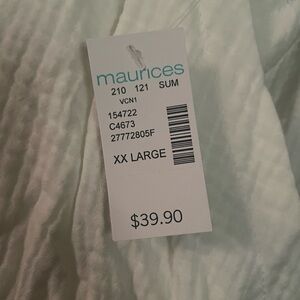 maurices
210 121 SUM
VCN1
154722
C4673
27772805F
XX LARGE
$39.90